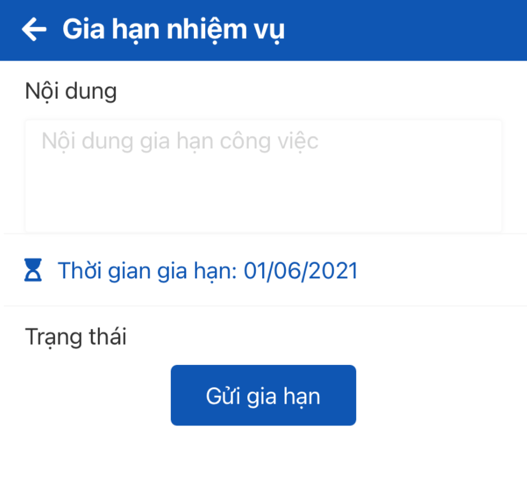 Gia hạn nhiệm vụ
Nội dung
Nội dung gia hạn công việc
Thời gian gia hạn: 01/06/2021
Trạng thái
Gửi gia hạn